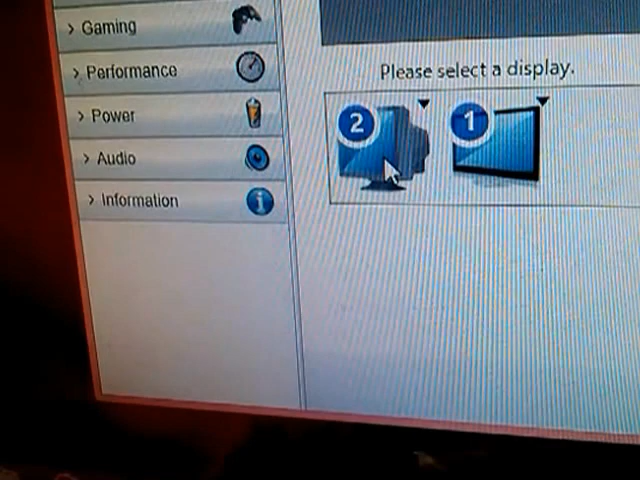 Gaming
Performance
Power
Audio
Information
Please select a display.
2
1